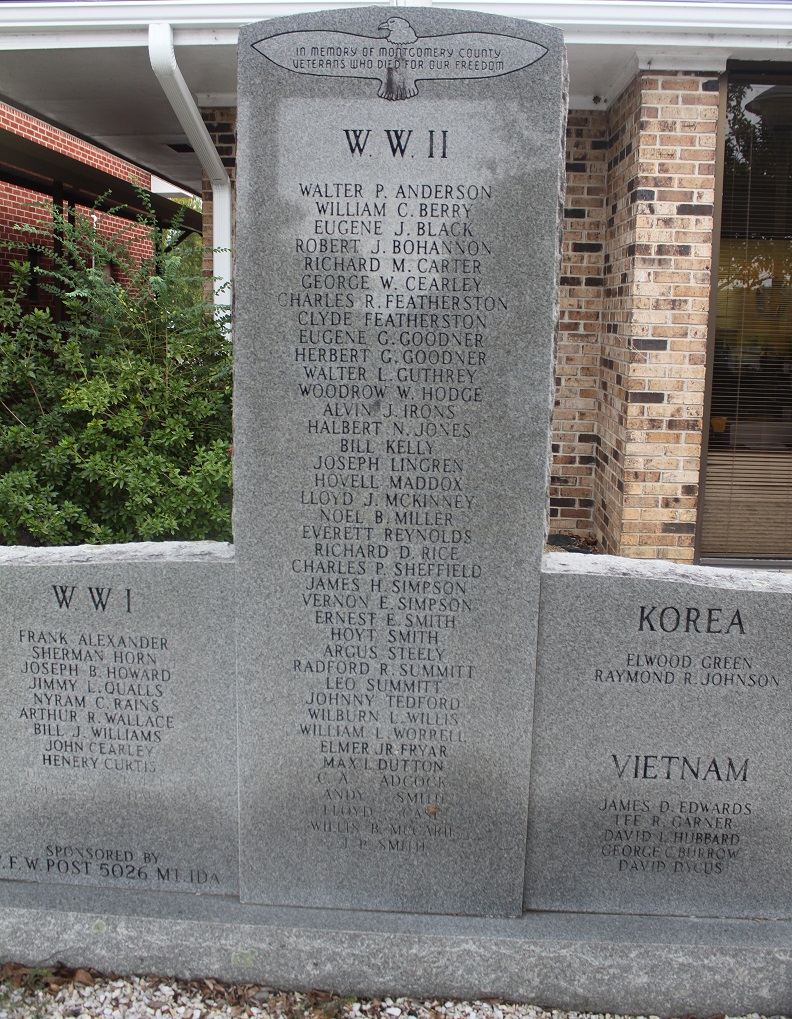 IN MEMORY OF MONTGOMERY COUNTY
VETERANS WHO DIED FOR OUR FREEDOM
W. W. II
WALTER P. ANDERSON
WILLIAM C. BERRY
EUGENE J. BLACK
ROBERT J. BOHANNON
RICHARD M. CARTER
GEORGE W. CEARLEY
CHARLES R. FEATHERSTON
CLYDE FEATHERSTON
EUGENE G. GOODNER
HERBERT G. GOODNER
WALTER L. GUTHREY
WOODROW W. HODGE
ALVIN J. IRONS
HALBERT N. JONES
BILL KELLY
JOSEPH LINGREN
HOVELL MADDOX
LLOYD J. MCKINNEY
NOEL B. MILLER
EVERETT REYNOLDS
RICHARD D. RICE
CHARLES P. SHEFFIELD
JAMES H. SIMPSON
VERNON E. SIMPSON
ERNEST E. SMITH
HOYT SMITH
ARGUS STEELY
RADFORD R. SUMMITT
LEO SUMMITT
JOHNNY TEDFORD
WILBURN L. WILLIS
WILLIAM L. WORRELL
ELMER JR. FRYAR
MAX I. DUTTON
C. A. ADCOCK
ANDY SMITH
LLOYD
WILLIS B.
J. P. SMITH
W W I
FRANK ALEXANDER
SHERMAN HORN
JOSEPH B. HOWARD
JIMMY L. QUALLS
NYRAM C. RAINS
ARTHUR R. WALLACE
BILL J. WILLIAMS
JOHN CEARLEY
HENERY CURTIS
SPONSORED BY
V.F.W. POST 5026 MT. IDA
KOREA
ELWOOD GREEN
RAYMOND R. JOHNSON
VIETNAM
JAMES D. EDWARDS
LEE R. GARNER
DAVID L. HUBBARD
GEORGE C. BURROW
DAVID DYCUS